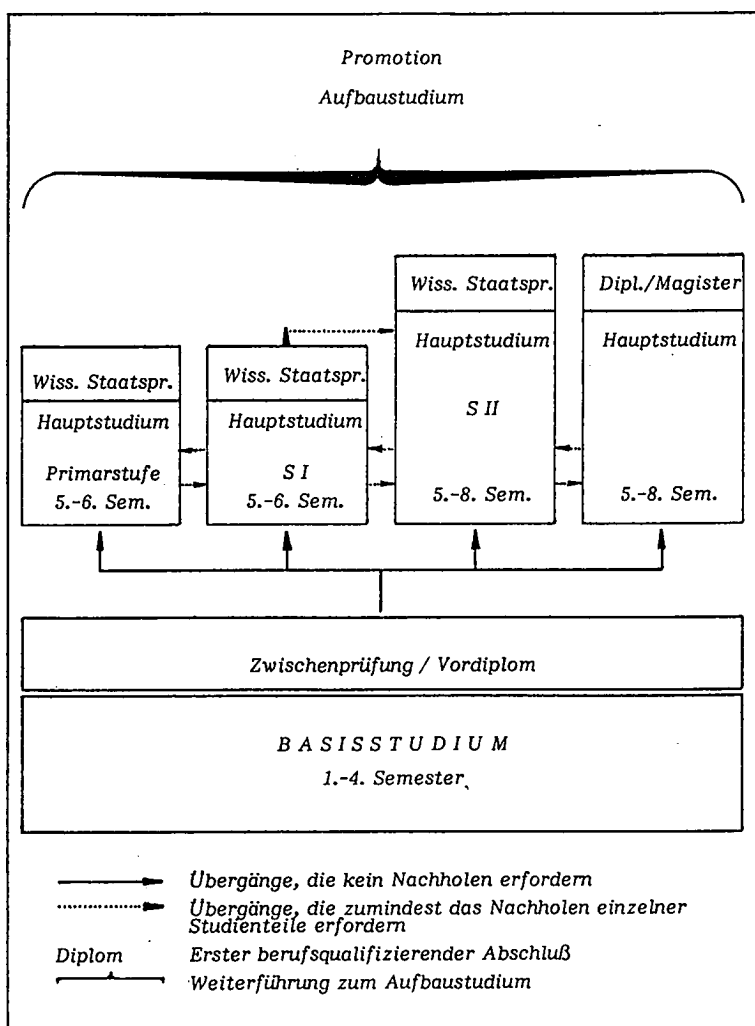 Promotion
Aufbaustudium
Wiss. Staatspr.
Hauptstudium
Primarstufe
5.-6. Sem.
Wiss. Staatspr.
Hauptstudium
S I
5.-6. Sem.
Wiss. Staatspr.
Hauptstudium
S II
5.-8. Sem.
Dipl./Magister
Hauptstudium
5.-8. Sem.
Zwischenprüfung / Vordiplom
BASISSTUDIUM
1.-4. Semester
Übergänge, die kein Nachholen erfordern
Übergänge, die zumindest das Nachholen einzelner
Studienteile erfordern
Diplom Erster berufsqualifizierender Abschluß
Weiterführung zum Aufbaustudium